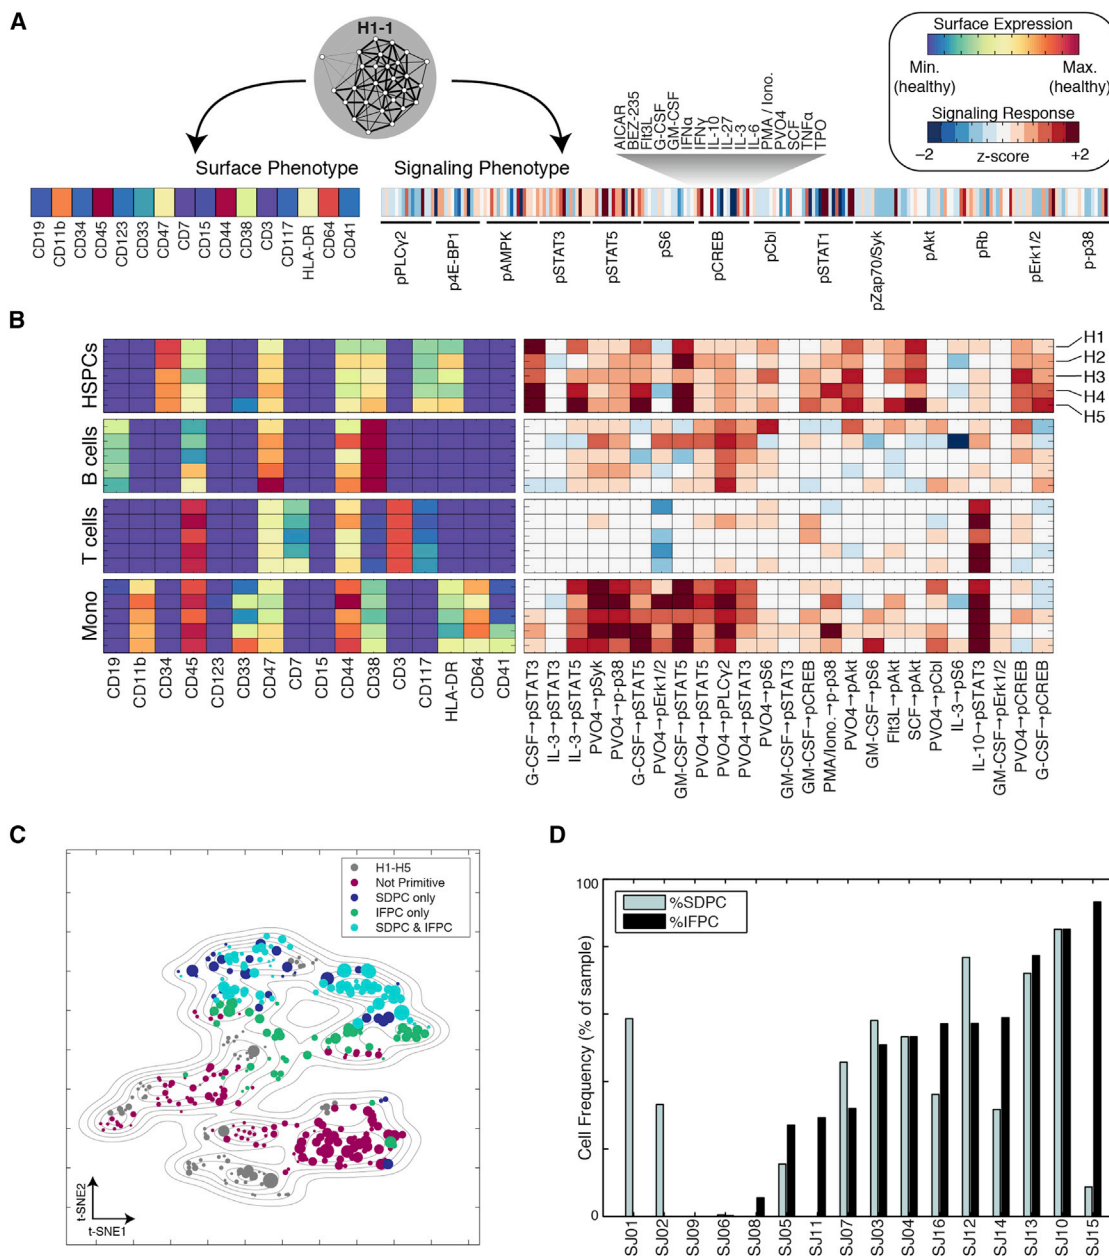 A
H1-1
Surface Expression
Min.
(healthy)
Max.
(healthy)
Signaling Response
−2
z-score
+2
AICAR
BEZ-235
Flt3L
G-CSF
GM-CSF
IFNα
IFNγ
IL-10
IL-27
IL-3
IL-6
PMA / Iono.
PVO4
SCF
TNFα
TPO
Surface Phenotype
Signaling Phenotype
CD19
CD11b
CD34
CD45
CD123
CD33
CD47
CD7
CD15
CD44
CD38
CD3
CD117
HLA-DR
CD64
CD41
pPLCγ2
p4E-BP1
pAMPK
pSTAT3
pSTAT5
pS6
pCREB
pCbl
pSTAT1
pZap70/Syk
pAkt
pRb
pErk1/2
p-p38
B
HSPCs
B cells
T cells
Mono
H1
H2
H3
H4
H5
CD19
CD11b
CD34
CD45
CD123
CD33
CD47
CD7
CD15
CD44
CD38
CD3
CD117
HLA-DR
CD64
CD41
G-CSF→pSTAT3
IL-3→pSTAT3
IL-3→pSTAT5
PVO4→pSyk
PVO4→p-p38
G-CSF→pSTAT5
PVO4→pErk1/2
GM-CSF→pSTAT5
PVO4→pSTAT5
PVO4→pPLCγ2
PVO4→pSTAT3
PVO4→pS6
GM-CSF→pSTAT3
GM-CSF→pCREB
PMA/Iono.→p-p38
PVO4→pAkt
GM-CSF→pS6
Flt3L→pAkt
SCF→pAkt
PVO4→pCbl
IL-3→pS6
IL-10→pSTAT3
GM-CSF→pErk1/2
PVO4→pCREB
G-CSF→pCREB
C
H1-H5
Not Primitive
SDPC only
IFPC only
SDPC & IFPC
t-SNE2
t-SNE1
D
%SDPC
%IFPC
100
0
Cell Frequency (% of sample)
SJ01
SJ02
SJ09
SJ06
SJ08
SJ05
SJ11
SJ07
SJ03
SJ04
SJ16
SJ12
SJ14
SJ13
SJ10
SJ15